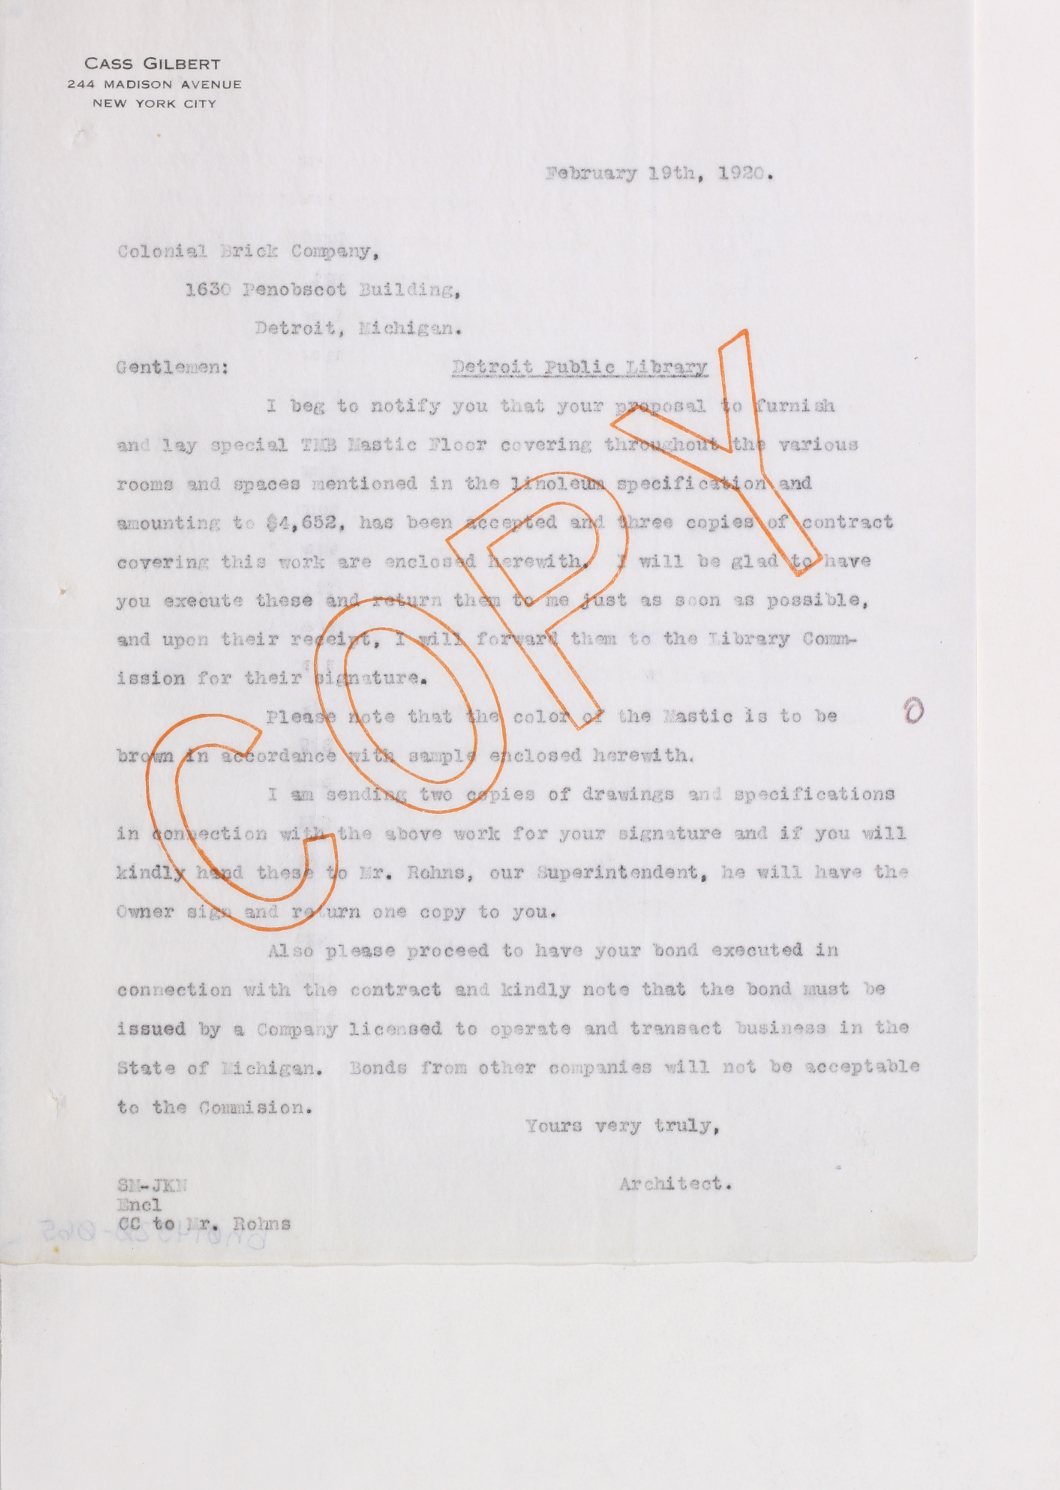 CASS GILBERT
244 MADISON AVENUE
NEW YORK CITY
February 19th, 1920.
Colonial Brick Company,
1630 Penobscot Building,
Detroit, Michigan.
Gentlemen: Detroit Public Library
I beg to notify you that your proposal to furnish
and lay special TMB Mastic Floor covering throughout the various
rooms and spaces mentioned in the linoleum specification and
amounting to $4,652, has been accepted and three copies of contract
covering this work are enclosed herewith. I will be glad to have
you execute these and return them to me just as soon as possible,
and upon their receipt, I will forward them to the Library Comm-
ission for their signature.
Please note that the color of the Mastic is to be
brown in accordance with sample enclosed herewith.
I am sending two copies of drawings and specifications
in connection with the above work for your signature and if you will
kindly hand these to Mr. Rohns, our Superintendent, he will have the
Owner sign and return one copy to you.
Also please proceed to have your bond executed in
connection with the contract and kindly note that the bond must be
issued by a Company licensed to operate and transact business in the
State of Michigan. Bonds from other companies will not be acceptable
to the Commision.
Yours very truly,
Architect.
SM-JKM
Encl
CC to Mr. Rohns
COPY